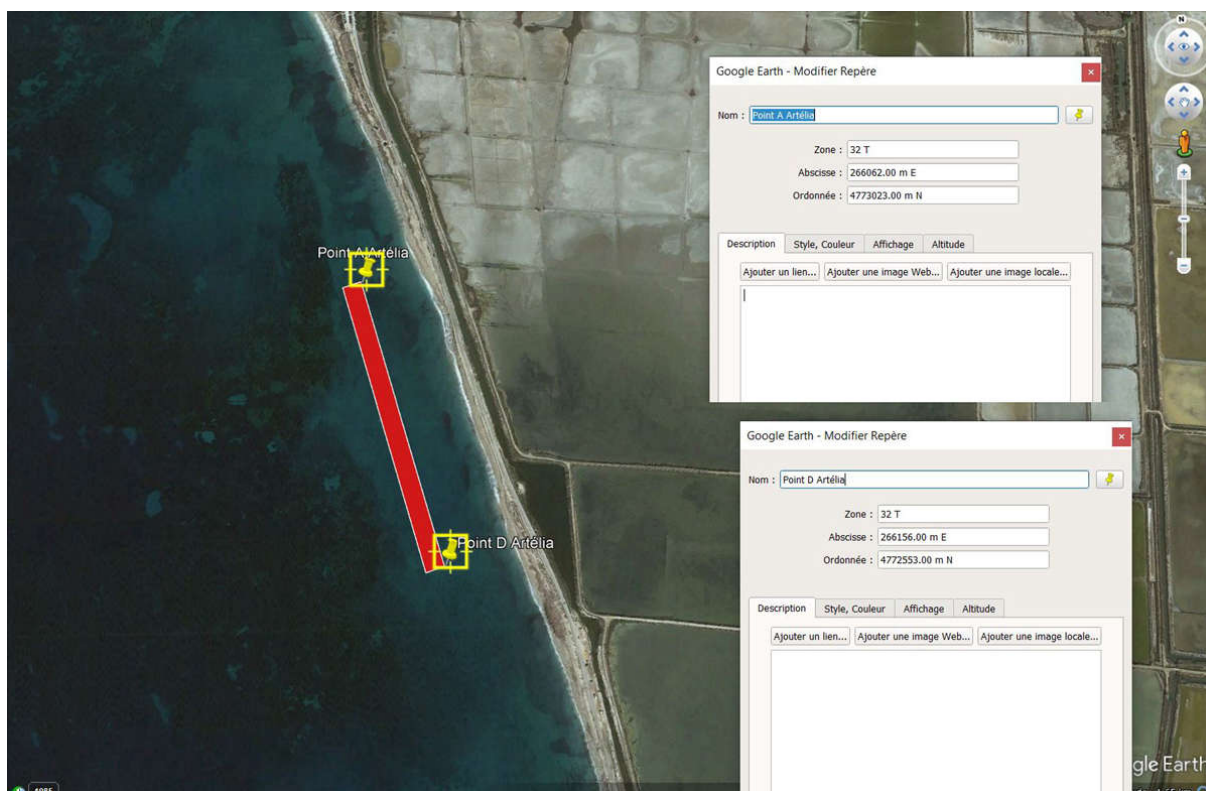 Google Earth - Modifier Repère
Nom : Point A Artélia
Zone : 32 T
Abscisse : 266062.00 m E
Ordonnée : 4773023.00 m N
Description Style, Couleur Affichage Altitude
Ajouter un lien... Ajouter une image Web... Ajouter une image locale...
N
Point A Artélia
Point D Artélia
Google Earth - Modifier Repère
Nom : Point D Artélia
Zone : 32 T
Abscisse : 266156.00 m E
Ordonnée : 4772553.00 m N
Description Style, Couleur Affichage Altitude
Ajouter un lien... Ajouter une image Web... Ajouter une image locale...
gle Earth
1985